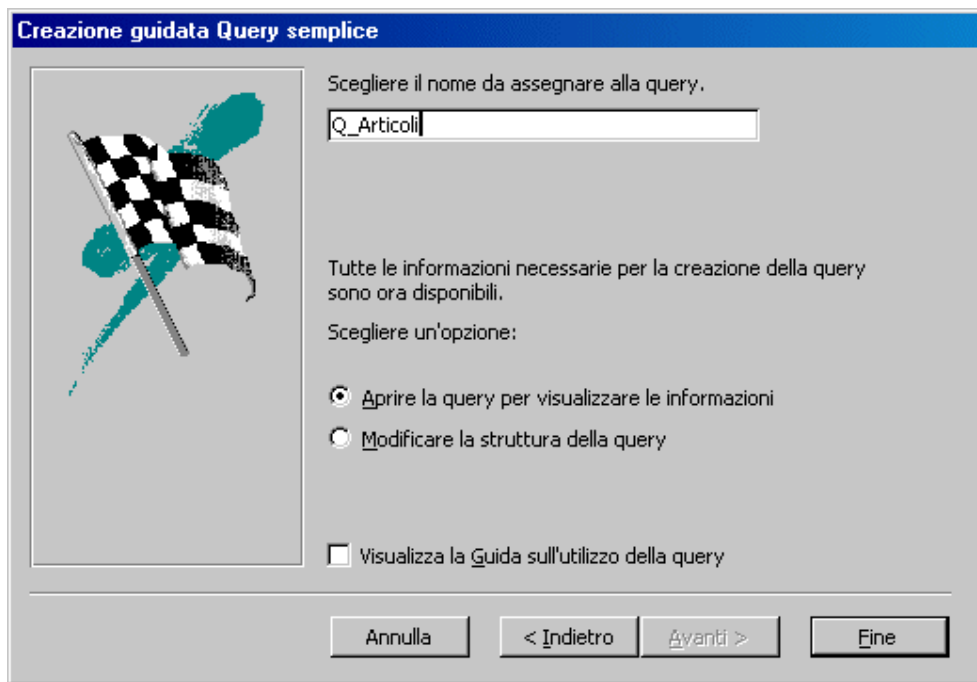 Creazione guidata Query semplice
Scegliere il nome da assegnare alla query.
Q_Articoli
Tutte le informazioni necessarie per la creazione della query
sono ora disponibili.
Scegliere un'opzione:
Aprire la query per visualizzare le informazioni
Modificare la struttura della query
Visualizza la Guida sull'utilizzo della query
Annulla
< Indietro
Avanti >
Fine